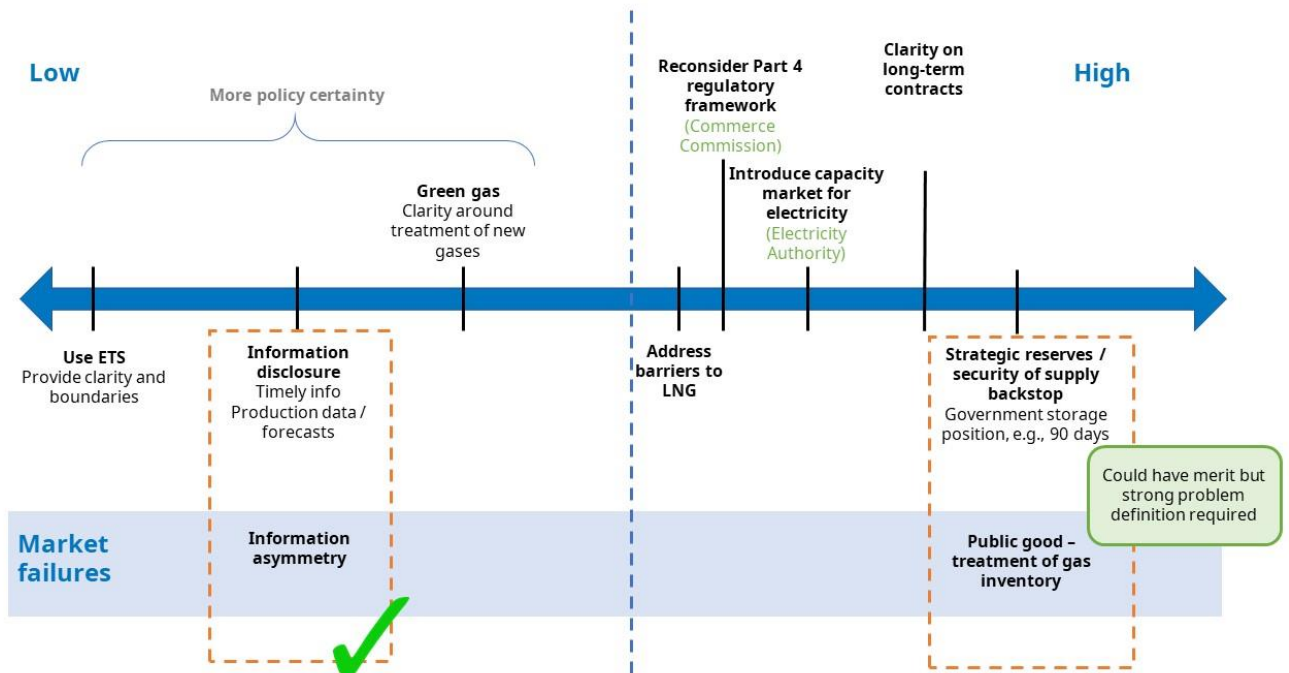 Low
High
More policy certainty
Reconsider Part 4
regulatory
framework
(Commerce
Commission)
Clarity on
long-term
contracts
Green gas
Clarity around
treatment of new
gases
Introduce capacity
market for
electricity
(Electricity
Authority)
Use ETS
Provide clarity and
boundaries
Information
disclosure
Timely info
Production data /
forecasts
Address
barriers to
LNG
Strategic reserves /
security of supply
backstop
Government storage
position, e.g., 90 days
Could have merit but
strong problem
definition required
Market
failures
Information
asymmetry
Public good –
treatment of gas
inventory